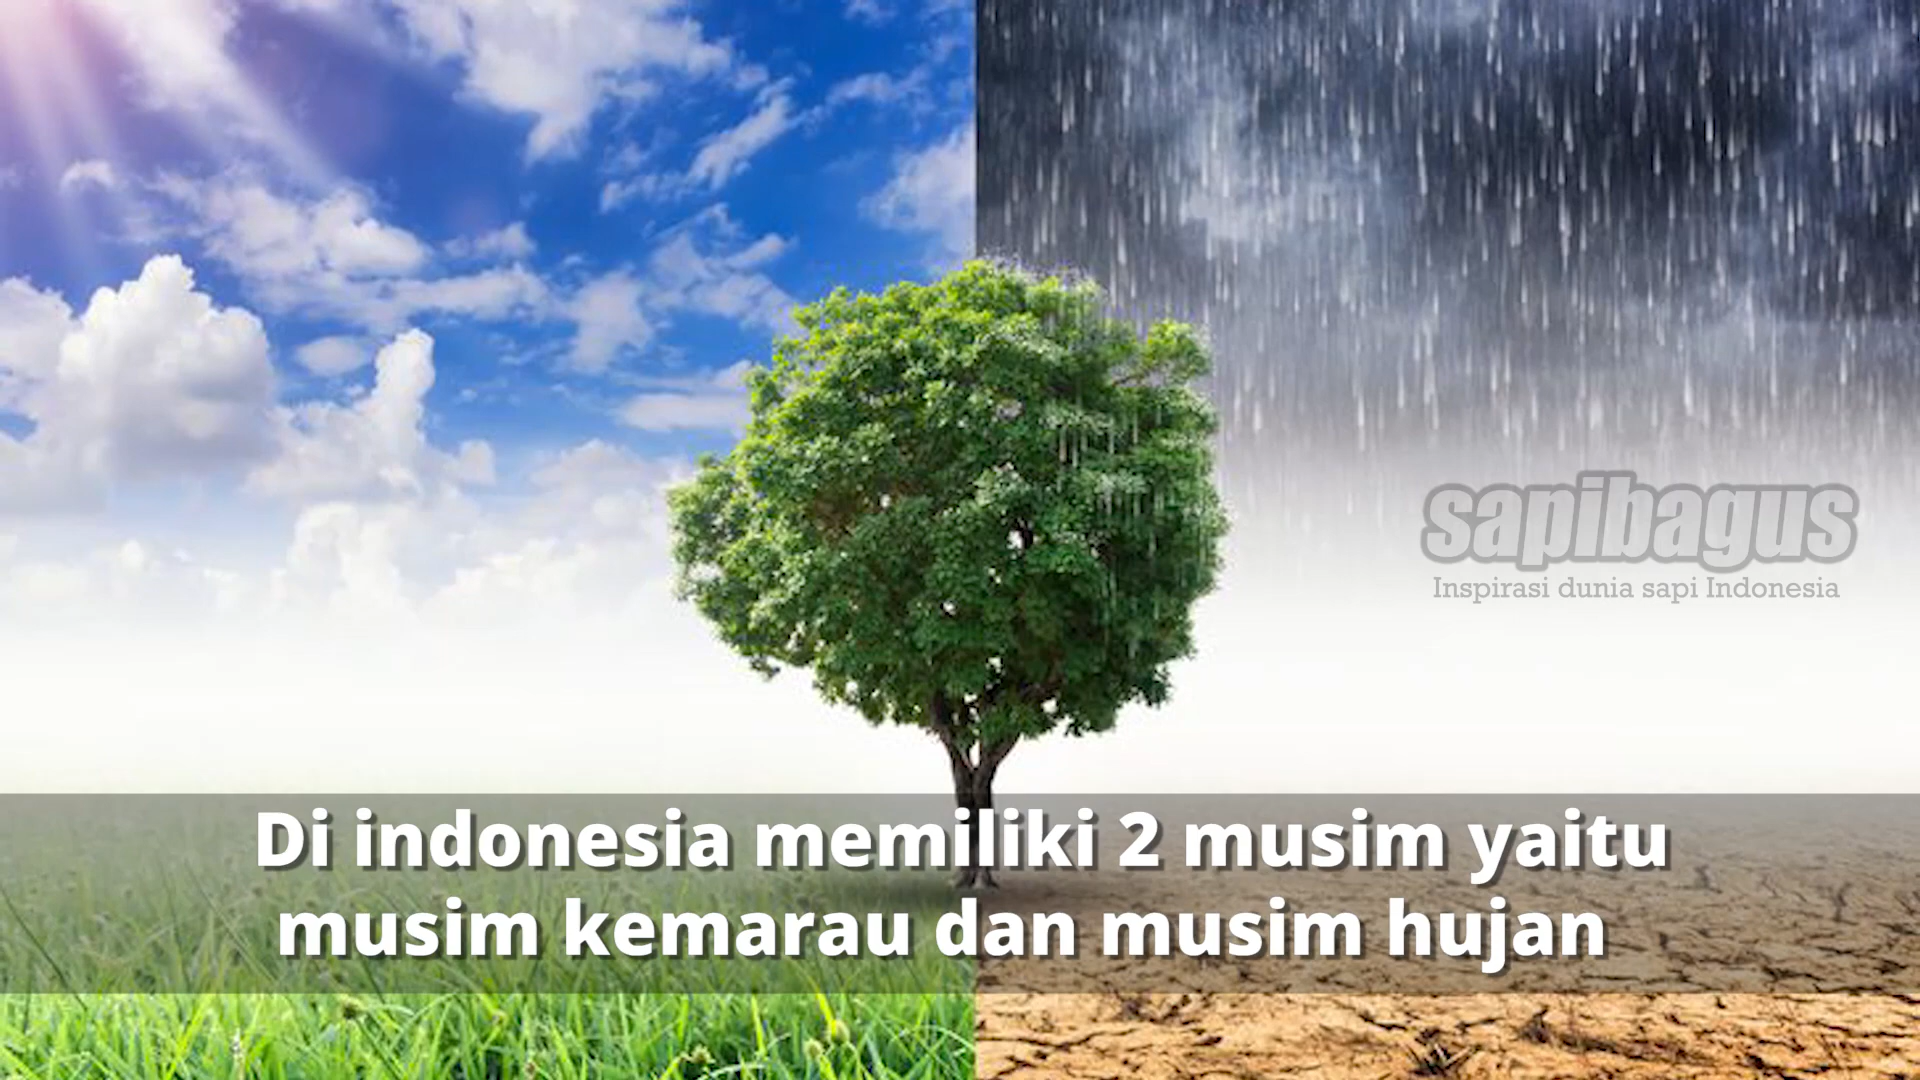 sapibagus
Inspirasi dunia sapi Indonesia
Di indonesia memiliki 2 musim yaitu
musim kemarau dan musim hujan